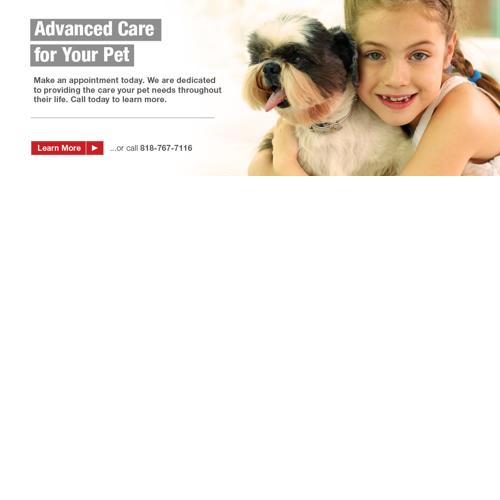 Advanced Care
for Your Pet
Make an appointment today. We are dedicated
to providing the care your pet needs throughout
their life. Call today to learn more.
Learn More ...or call 818-767-7116